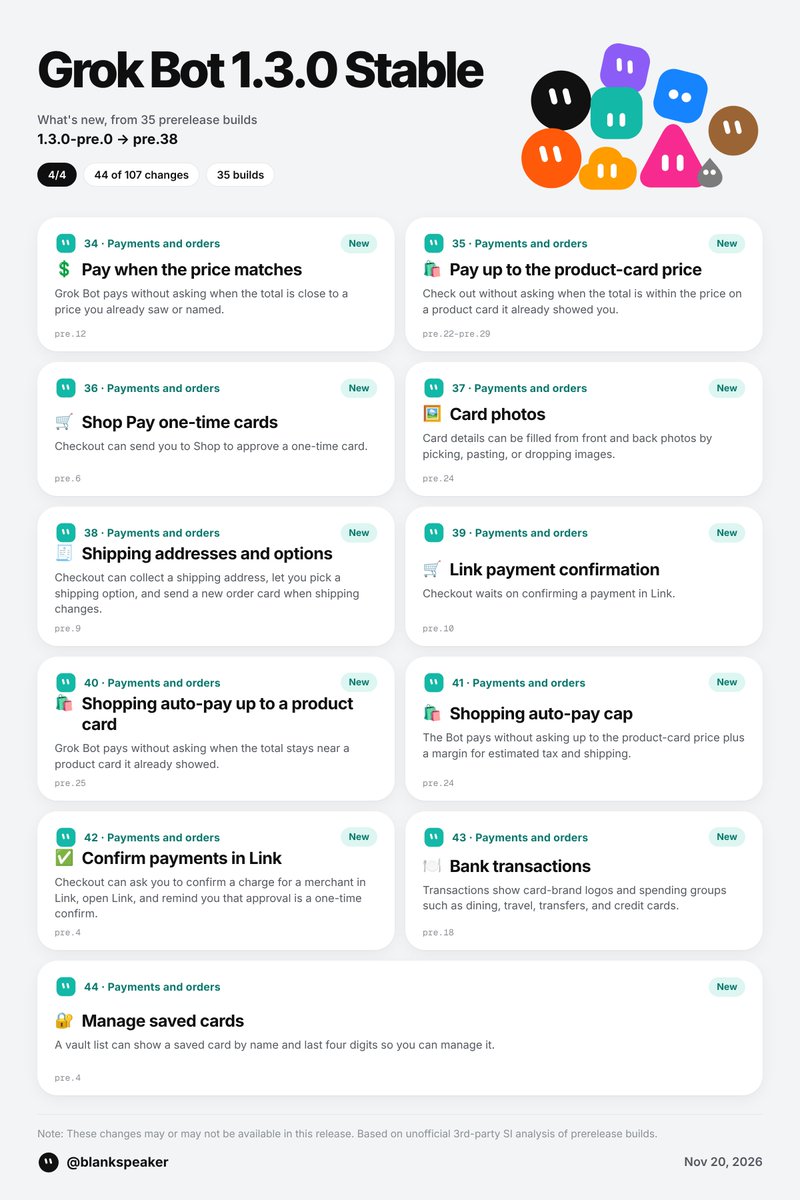 Grok Bot 1.3.0 Stable
What's new, from 35 prerelease builds
1.3.0-pre.0 → pre.38
4/4
44 of 107 changes
35 builds
34 · Payments and orders
New
💲 Pay when the price matches
Grok Bot pays without asking when the total is close to a
price you already saw or named.
pre.12
35 · Payments and orders
New
🛍️ Pay up to the product-card price
Check out without asking when the total is within the price on
a product card it already showed you.
pre.22-pre.29
36 · Payments and orders
New
🛒 Shop Pay one-time cards
Checkout can send you to Shop to approve a one-time card.
pre.6
37 · Payments and orders
New
🖼️ Card photos
Card details can be filled from front and back photos by
picking, pasting, or dropping images.
pre.24
38 · Payments and orders
New
🧾 Shipping addresses and options
Checkout can collect a shipping address, let you pick a
shipping option, and send a new order card when shipping
changes.
pre.9
39 · Payments and orders
New
🛒 Link payment confirmation
Checkout waits on confirming a payment in Link.
pre.10
40 · Payments and orders
New
🛍️ Shopping auto-pay up to a product
card
Grok Bot pays without asking when the total stays near a
product card it already showed.
pre.25
41 · Payments and orders
New
🛍️ Shopping auto-pay cap
The Bot pays without asking up to the product-card price plus
a margin for estimated tax and shipping.
pre.24
42 · Payments and orders
New
✅ Confirm payments in Link
Checkout can ask you to confirm a charge for a merchant in
Link, open Link, and remind you that approval is a one-time
confirm.
pre.4
43 · Payments and orders
New
🍽️ Bank transactions
Transactions show card-brand logos and spending groups
such as dining, travel, transfers, and credit cards.
pre.18
44 · Payments and orders
New
🔐 Manage saved cards
A vault list can show a saved card by name and last four digits so you can manage it.
pre.4
Note: These changes may or may not be available in this release. Based on unofficial 3rd-party SI analysis of prerelease builds.
@blankspeaker
Nov 20, 2026